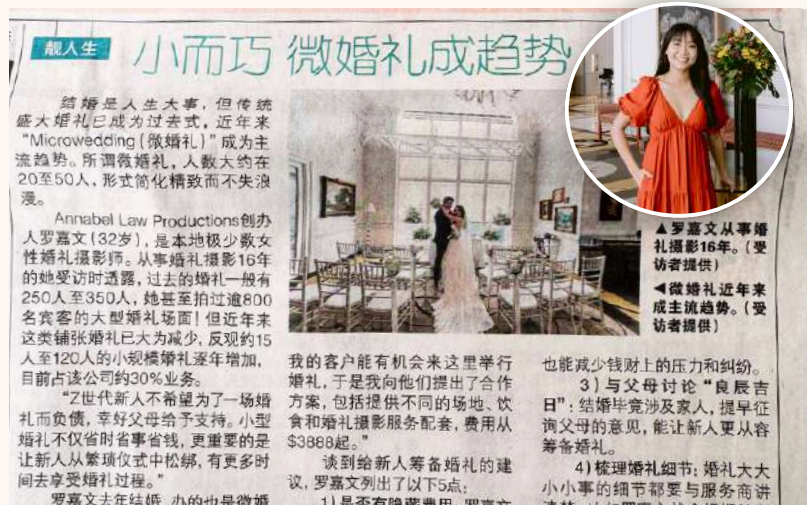 靓人生
小而巧 微婚礼成趋势
结婚是人生大事，但传统
盛大婚礼已成为过去式，近年来
“Microwedding（微婚礼）”成为主
流趋势。所谓微婚礼，人数大约在
20至50人，形式简化精致而不失浪
漫。
Annabel Law Productions创办
人罗嘉文（32岁），是本地极少数女
性婚礼摄影师。从事婚礼摄影16年
的她受访时透露，过去的婚礼一般有
250人至350人，她甚至拍过逾800
名宾客的大型婚礼场面！但近年来
这类铺张婚礼已大为减少，反观约15
人至120人的小规模婚礼逐年增加，
目前占该公司约30%业务。
“Z世代新人不希望为了一场婚
礼而负债，幸好父母给予支持。小型
婚礼不仅省时省事省钱，更重要的是
让新人从繁琐仪式中松绑，有更多时
间去享受婚礼过程。”
罗嘉文去年结婚，办的也是微婚
我的客户能有机会来这里举行
婚礼，于是我向他们提出了合作
方案，包括提供不同的场地、饮
食和婚礼摄影服务配套，费用从
$3888起。”
谈到给新人筹备婚礼的建
议，罗嘉文列出了以下5点：
1）是否有隐藏费用：罗嘉文
▲罗嘉文从事婚
礼摄影16年。（受
访者提供）
◀微婚礼近年来
成主流趋势。（受
访者提供）
也能减少钱财上的压力和纠纷。
3）与父母讨论“良辰吉
日”：结婚毕竟涉及家人，提早征
询父母的意见，能让新人更从容
筹备婚礼。
4）梳理婚礼细节：婚礼大大
小小事的细节都要与服务商讲